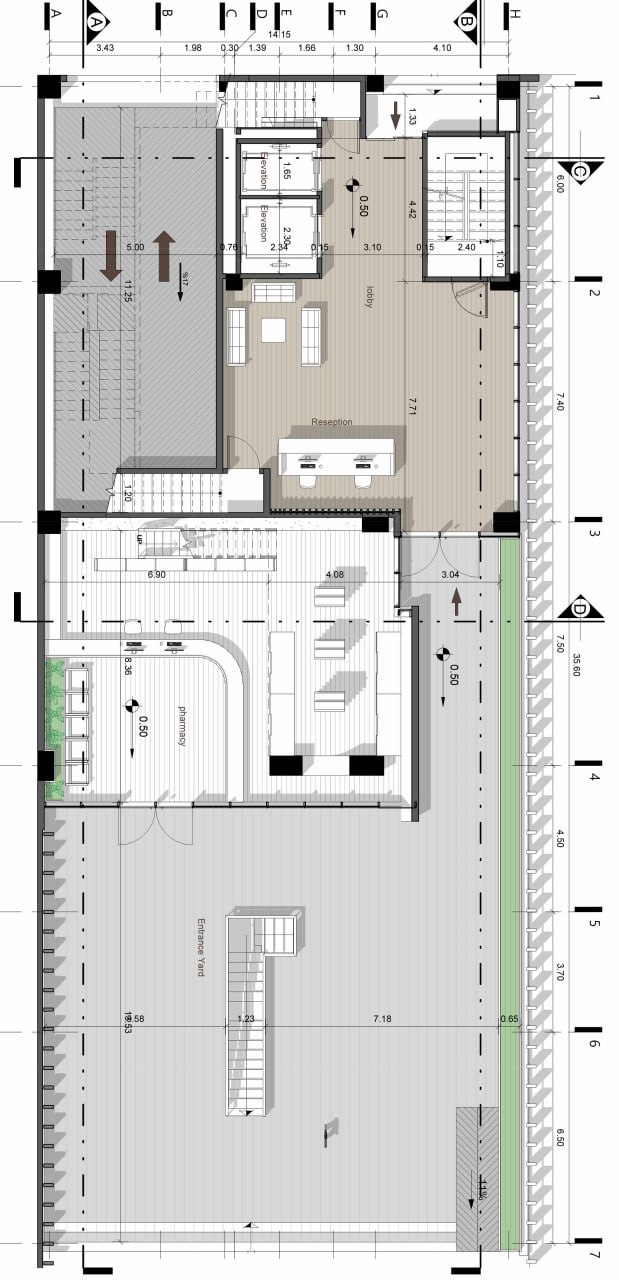 A B C D E F G H
A B
14.15
3.43 1.98 0.30 1.39 1.66 1.30 4.10
1
1.33
C
6.00
Elevation 1.65
0.50
4.42
Elevation 2.30
5.00 0.76 2.34 0.15 3.10 0.15 2.40
1.10
%17
11.25
2
lobby
7.40
7.71
Reseption
1.20
3
UP
6.90 4.08 3.04
D
7.50
35.60
8.36
0.50
pharmacy
0.50
4
4.50
5
Entrance Yard
3.70
1.23 7.18 0.65
6
6.50
11%
7